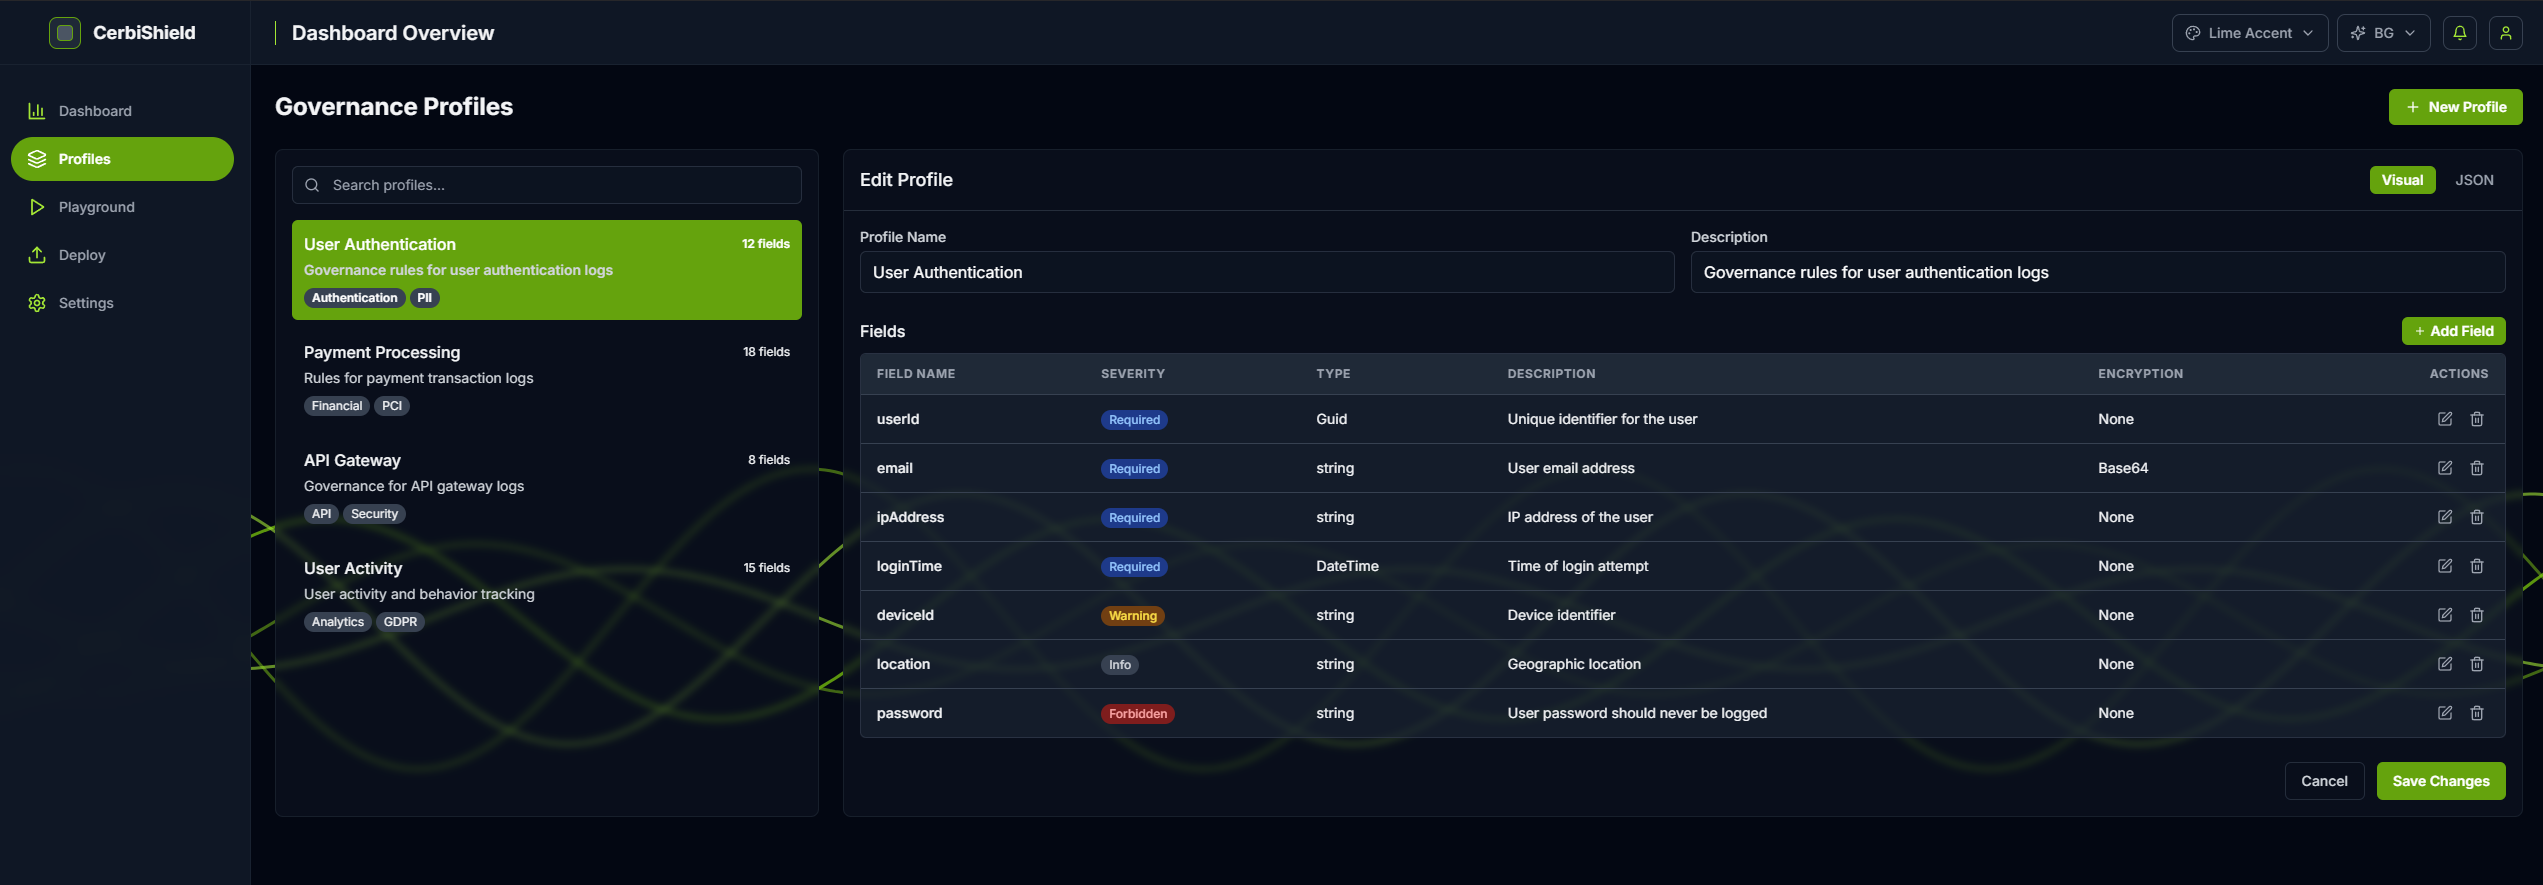 CerbiShield
Dashboard Overview
Lime Accent
BG
Dashboard
Profiles
Playground
Deploy
Settings
Governance Profiles
+ New Profile
Search profiles...
User Authentication
12 fields
Governance rules for user authentication logs
Authentication PII
Payment Processing
18 fields
Rules for payment transaction logs
Financial PCI
API Gateway
8 fields
Governance for API gateway logs
API Security
User Activity
15 fields
User activity and behavior tracking
Analytics GDPR
Edit Profile
Visual JSON
Profile Name
User Authentication
Description
Governance rules for user authentication logs
Fields
+ Add Field
FIELD NAME SEVERITY TYPE DESCRIPTION ENCRYPTION ACTIONS
userId Required Guid Unique identifier for the user None
email Required string User email address Base64
ipAddress Required string IP address of the user None
loginTime Required DateTime Time of login attempt None
deviceId Warning string Device identifier None
location Info string Geographic location None
password Forbidden string User password should never be logged None
Cancel Save Changes